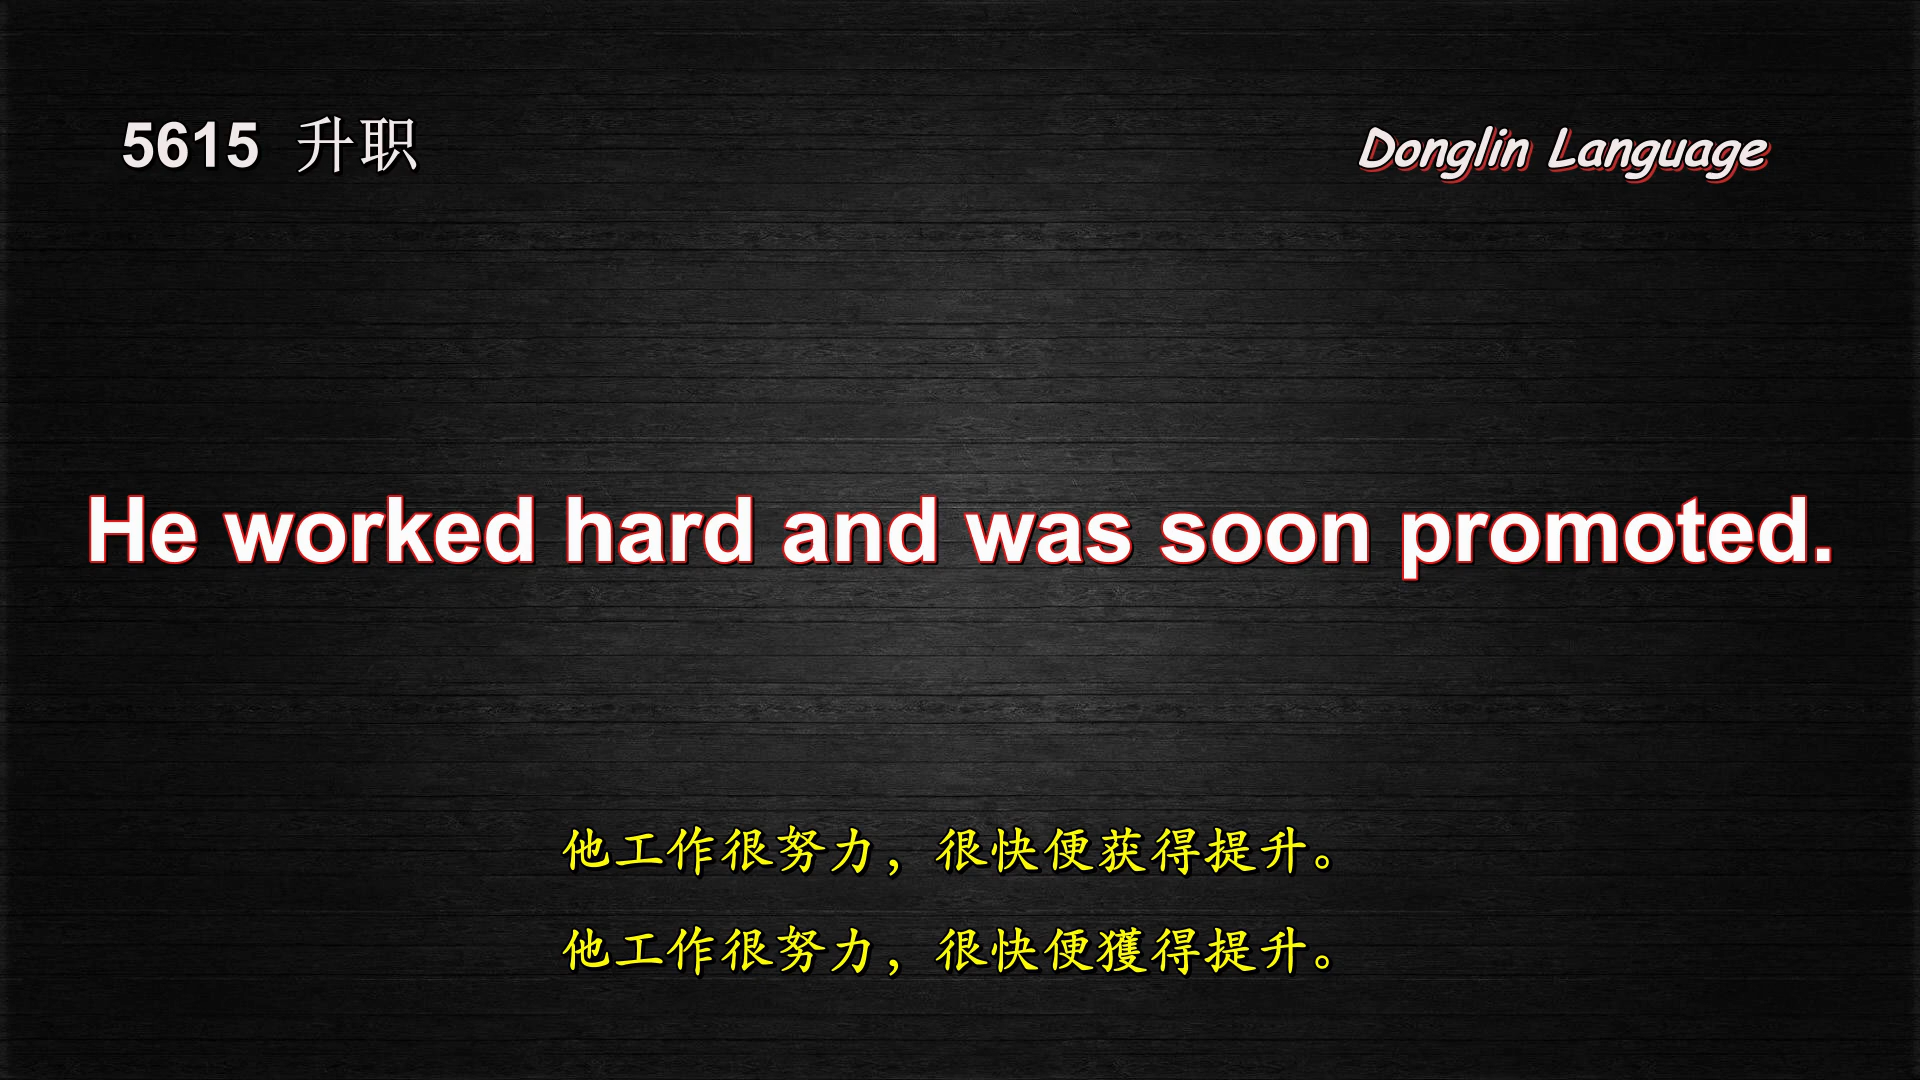 5615 升职
Donglin Language
He worked hard and was soon promoted.
他工作很努力，很快便获得提升。
他工作很努力，很快便獲得提升。